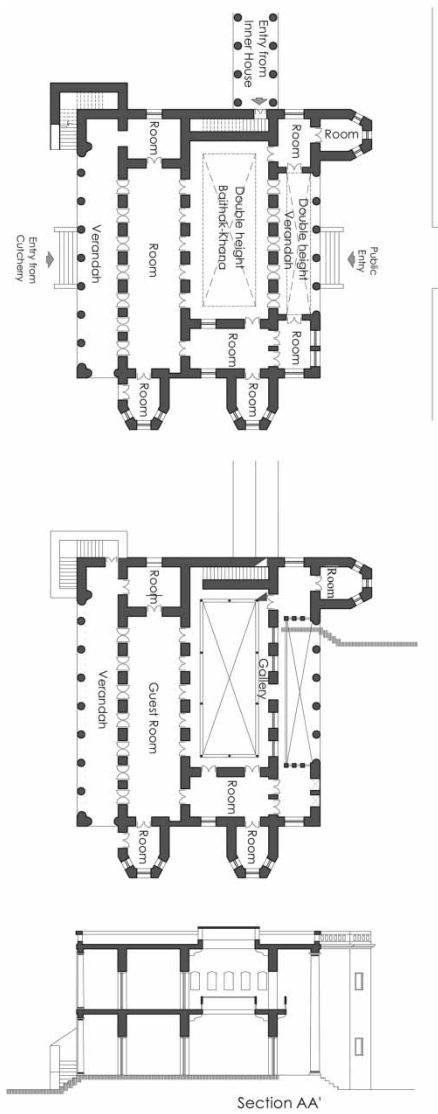 Entry from
Inner House
Room
Room
Room
Room
Double height
Baithak-Khana
Double height
Verandah
Verandah
Public
Entry
Entry from
Cutchery
Room
Room
Room
Room
Room
Room
Gallery
Guest Room
Verandah
Room
Room
Room
Section AA'